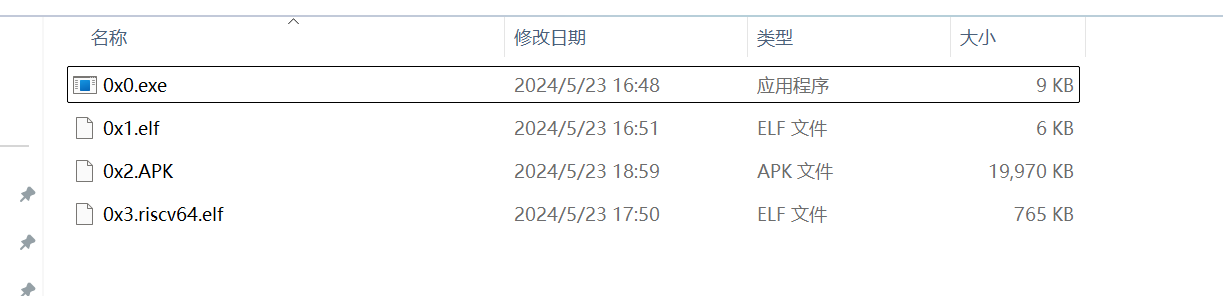 名称 修改日期 类型 大小
0x0.exe 2024/5/23 16:48 应用程序 9 KB
0x1.elf 2024/5/23 16:51 ELF 文件 6 KB
0x2.APK 2024/5/23 18:59 APK 文件 19,970 KB
0x3.riscv64.elf 2024/5/23 17:50 ELF 文件 765 KB